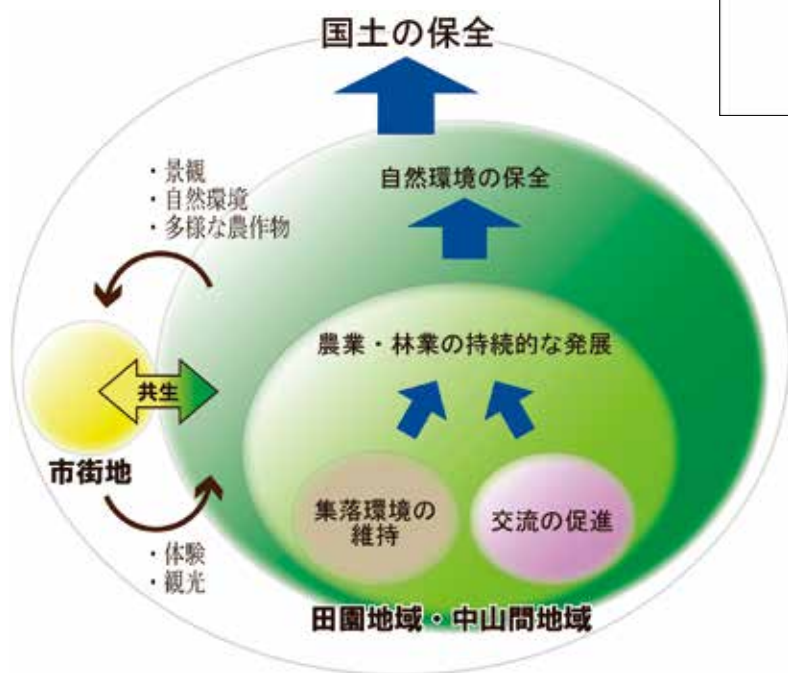 国土の保全
・景観
・自然環境
・多様な農作物
自然環境の保全
農業・林業の持続的な発展
共生
市街地
集落環境の
維持
交流の促進
・体験
・観光
田園地域・中山間地域